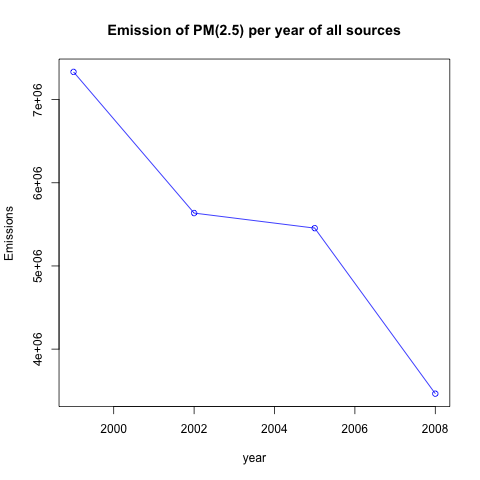 Emission of PM(2.5) per year of all sources
7e+06
6e+06
5e+06
4e+06
Emissions
2000 2002 2004 2006 2008
year